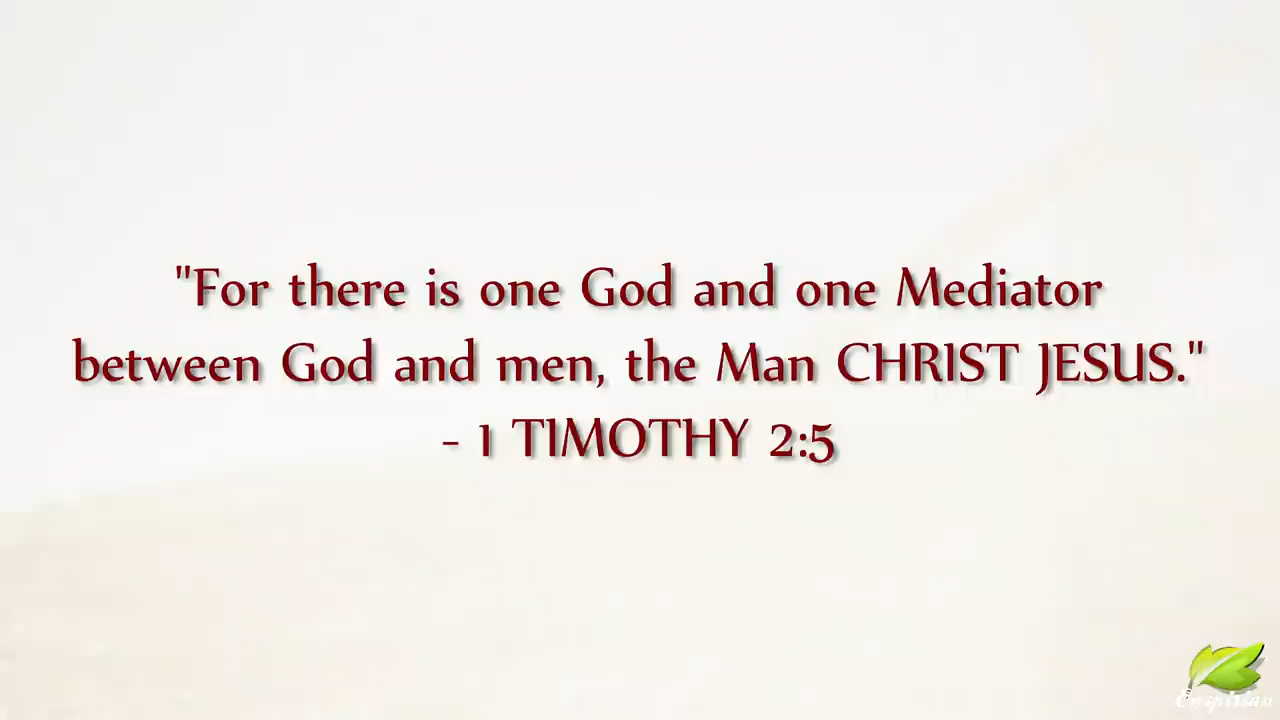 "For there is one God and one Mediator
between God and men, the Man CHRIST JESUS."
- 1 TIMOTHY 2:5